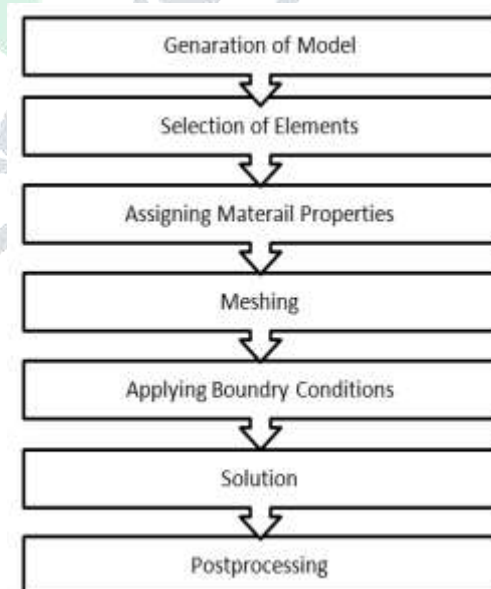 Genaration of Model
Selection of Elements
Assigning Materail Properties
Meshing
Applying Boundry Conditions
Solution
Postprocessing